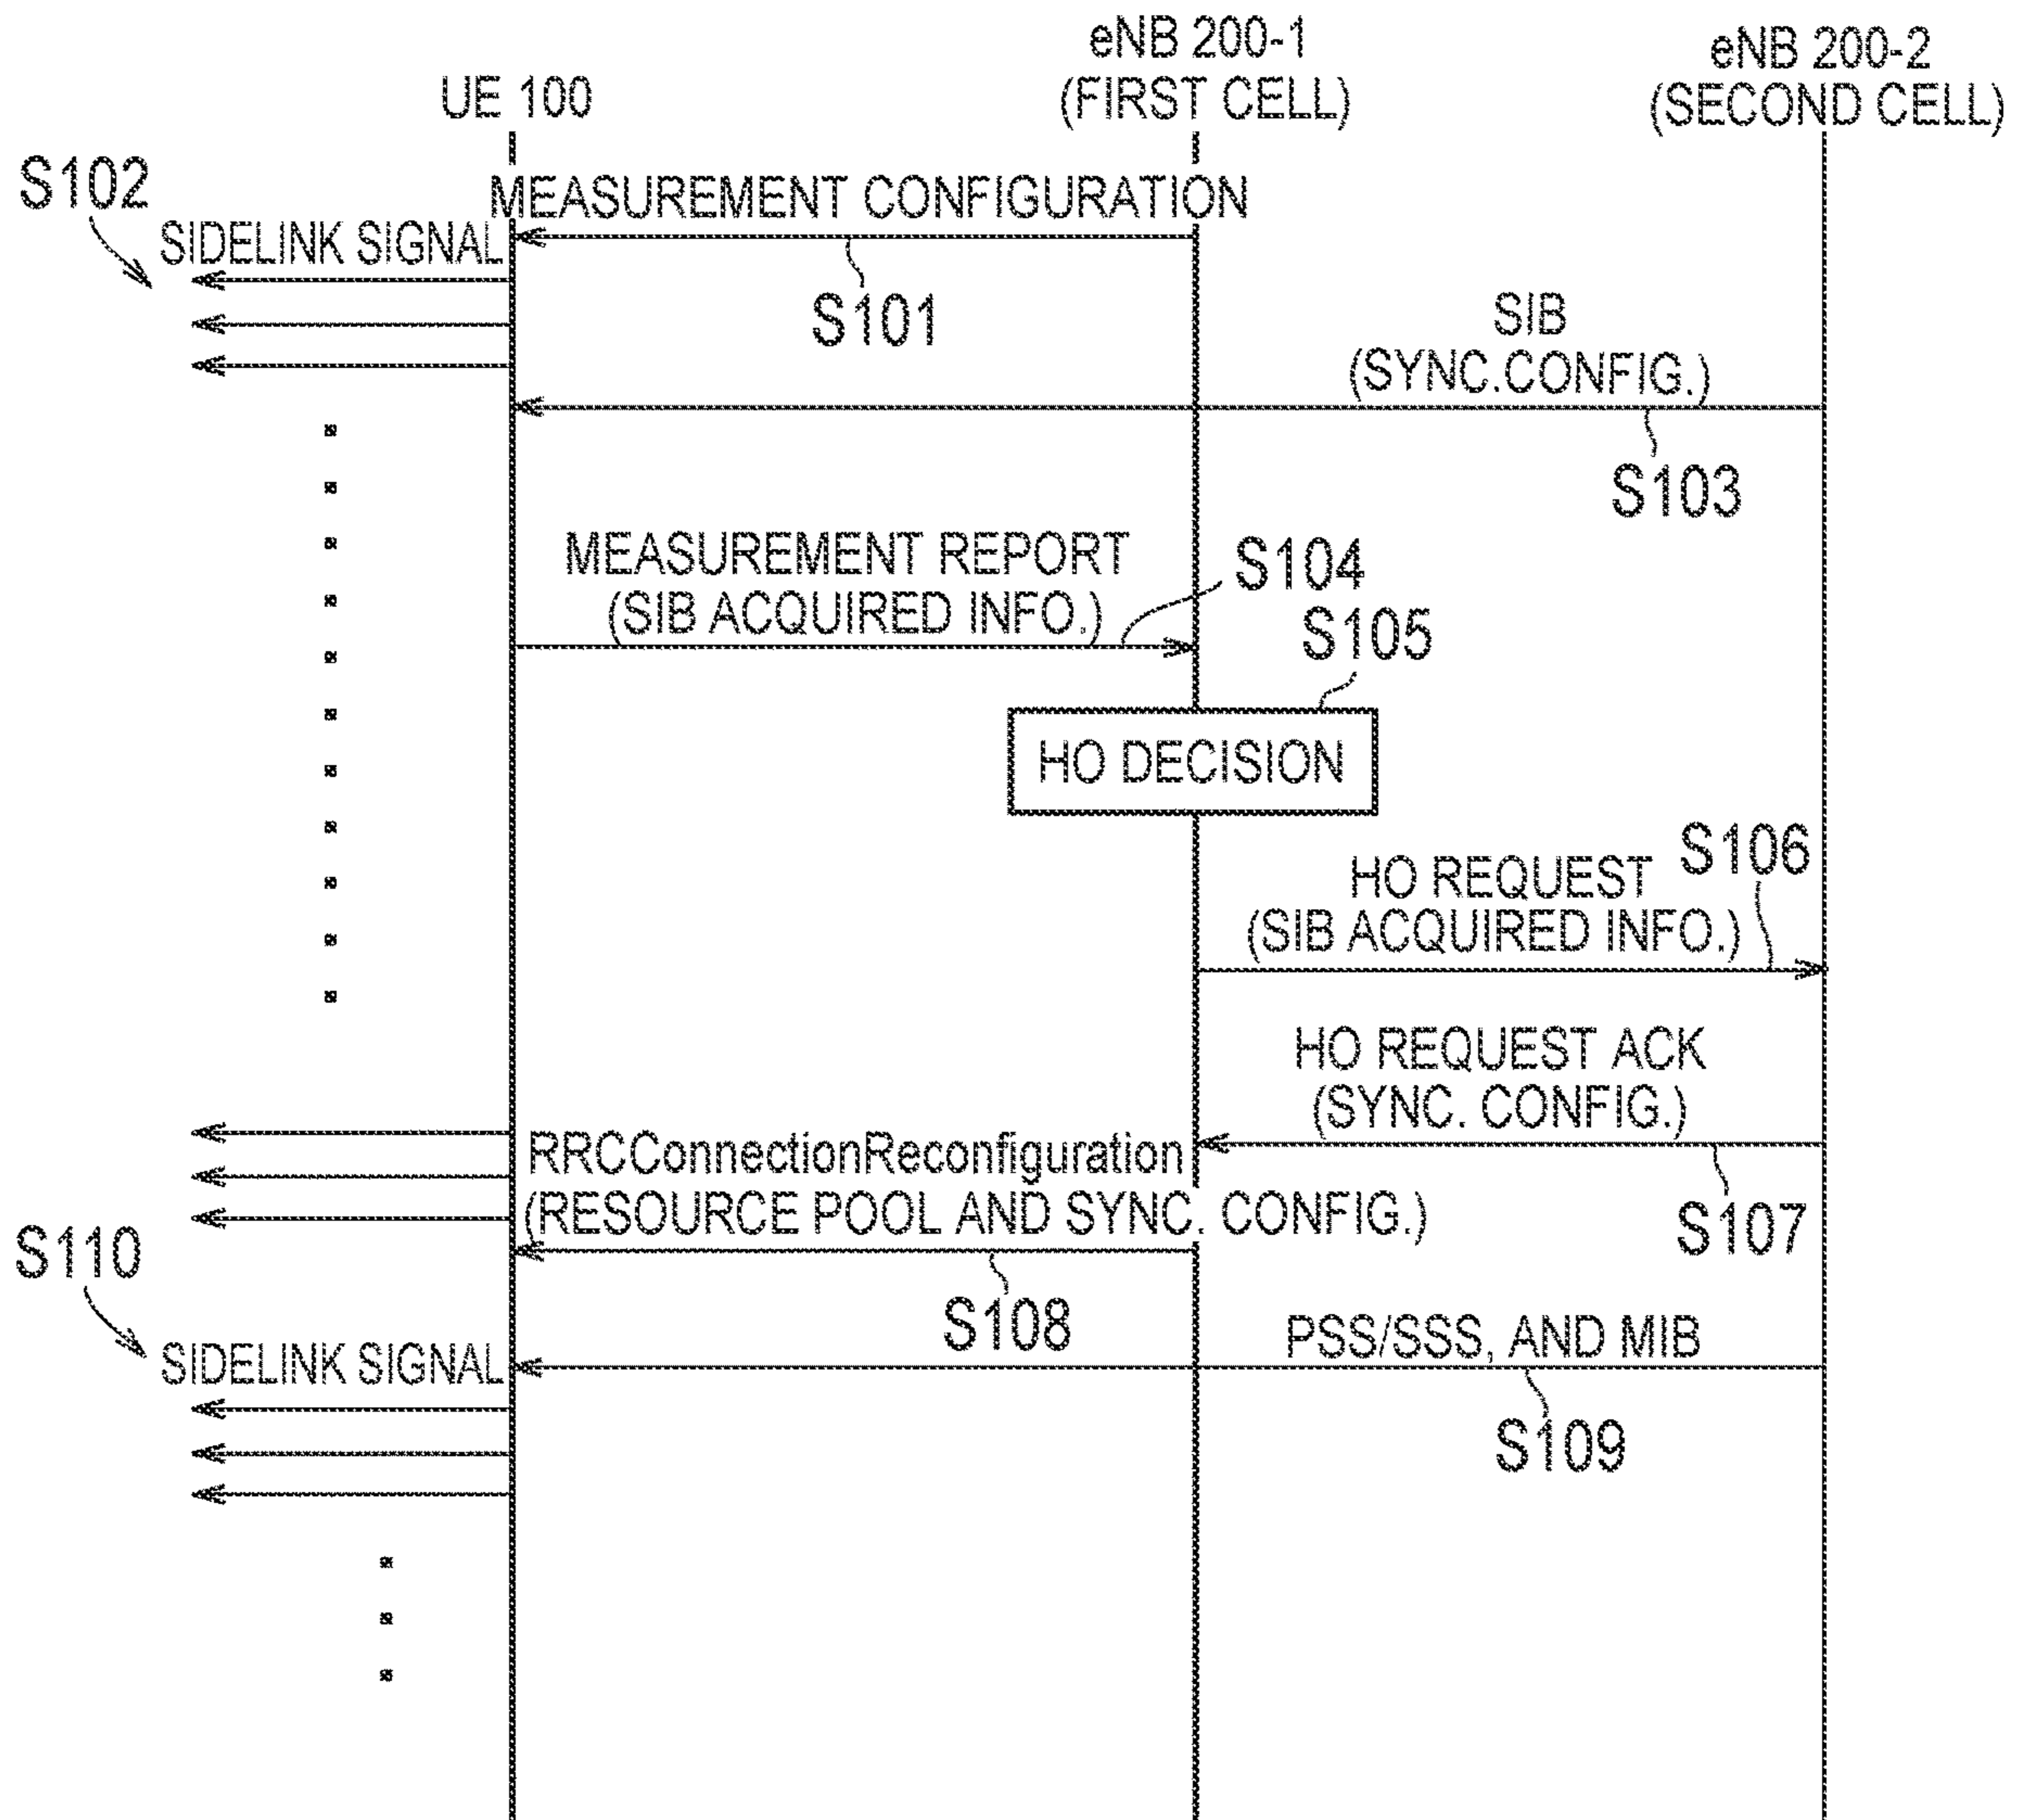 eNB 200-1
(FIRST CELL)
eNB 200-2
(SECOND CELL)
UE 100
S102
MEASUREMENT CONFIGURATION
SIDELINK SIGNAL
S101
SIB
(SYNC.CONFIG.)
S103
MEASUREMENT REPORT
(SIB ACQUIRED INFO.)
S104
S105
HO DECISION
S106
HO REQUEST
(SIB ACQUIRED INFO.)
HO REQUEST ACK
(SYNC. CONFIG.)
S107
RRCConnectionReconfiguration
(RESOURCE POOL AND SYNC. CONFIG.)
S108
S110
SIDELINK SIGNAL
PSS/SSS, AND MIB
S109